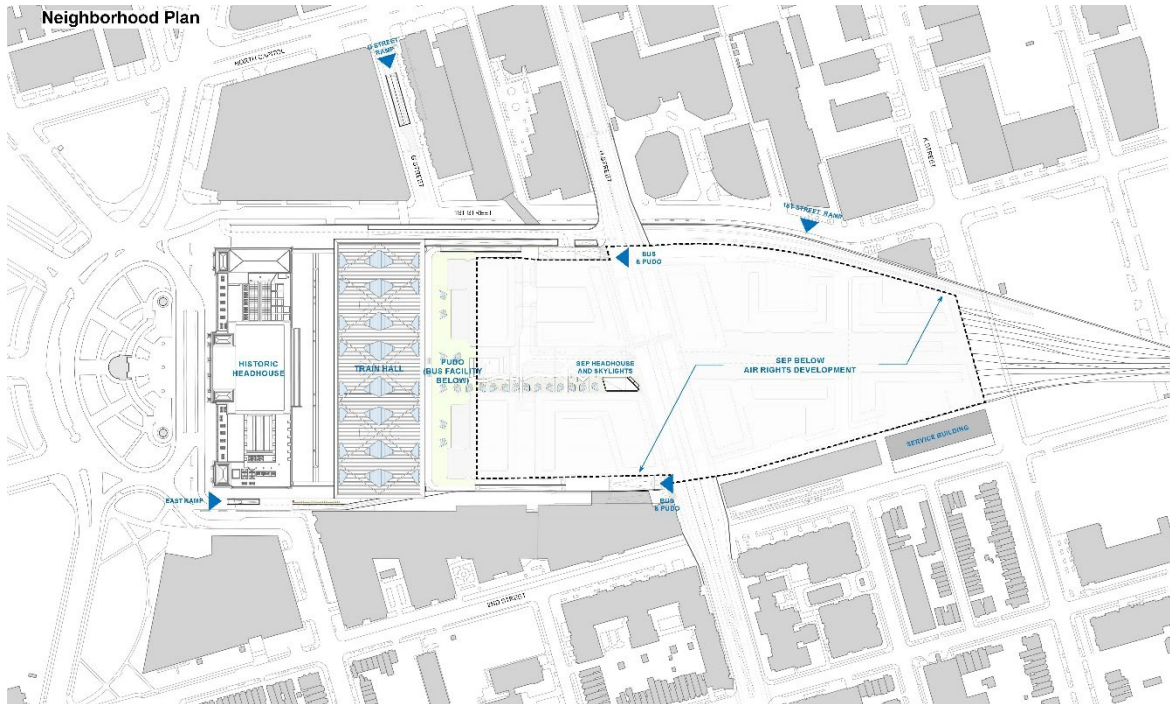 Neighborhood Plan
NORTH CAPITOL
G STREET
RAMP
G STREET
H STREET
K STREET
1ST STREET
1ST STREET RAMP
BUS
& PUDO
HISTORIC
HEADHOUSE
TRAIN HALL
PUDO
(BUS FACILITY
BELOW)
SEP HEADHOUSE
AND SKYLIGHTS
SEP BELOW
AIR RIGHTS DEVELOPMENT
SERVICE BUILDING
EAST RAMP
BUS
& PUDO
2ND STREET